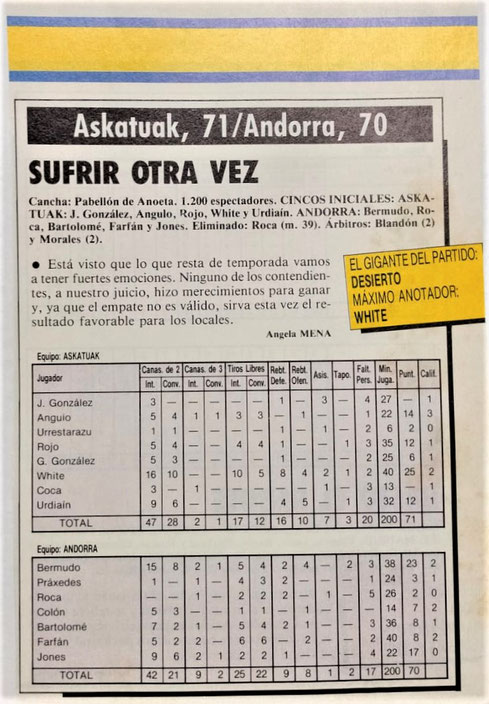 Askatuak, 71/Andorra, 70
SUFRIR OTRA VEZ
Cancha: Pabellón de Anoeta. 1.200 espectadores. CINCOS INICIALES: ASKA-
TUAK: J. González, Angulo, Rojo, White y Urdiaín. ANDORRA: Bermudo, Ro-
ca, Bartolomé, Farfán y Jones. Eliminado: Roca (m. 39). Árbitros: Blandón (2)
y Morales (2).
● Está visto que lo que resta de temporada vamos
a tener fuertes emociones. Ninguno de los contendien-
tes, a nuestro juicio, hizo merecimientos para ganar
y, ya que el empate no es válido, sirva esta vez el re-
sultado favorable para los locales.
Angela MENA
EL GIGANTE DEL PARTIDO:
DESIERTO
MÁXIMO ANOTADOR:
WHITE
Equipo: ASKATUAK
Jugador Canas. de 2 Canas. de 3 Tiros Libres Rebt. Defe. Rebt. Ofen. Asis. Tapo. Falt. Pers. Min. Juga. Punt. Calif.
Int. Conv. Int. Conv. Int. Conv.
J. González 3 — — — — — 1 — 3 — 4 27 — 1
Angulo 5 4 1 1 3 3 — 1 — — 1 22 14 3
Urrestarazu 1 1 — — — — 1 — 1 — 2 6 2 0
Rojo 5 4 — — 4 4 1 — — 1 3 35 12 1
G. González 5 3 — — — — 1 — — — 2 25 6 1
White 16 10 — — 10 5 8 4 2 1 2 40 25 2
Coca 3 — 1 — — — — — 1 — 3 13 — 1
Urdiaín 9 6 — — — — 4 5 — 1 3 32 12 1
TOTAL 47 28 2 1 17 12 16 10 7 3 20 200 71
Equipo: ANDORRA
Bermudo 15 8 2 1 5 4 2 4 — 2 3 38 23 2
Práxedes 1 — 1 — 4 3 2 — — — 1 24 3 1
Roca — — 1 — 2 2 2 — 1 — 5 26 2 0
Colón 5 3 — — 1 1 — 1 — — — 14 7 2
Bartolomé 7 2 1 — 5 4 2 1 — — 3 36 8 1
Farfán 5 2 2 — 6 6 — 2 — — 2 40 8 2
Jones 9 6 2 1 2 2 1 — — — 4 22 17 0
TOTAL 42 21 9 2 25 22 9 8 1 2 17 200 70